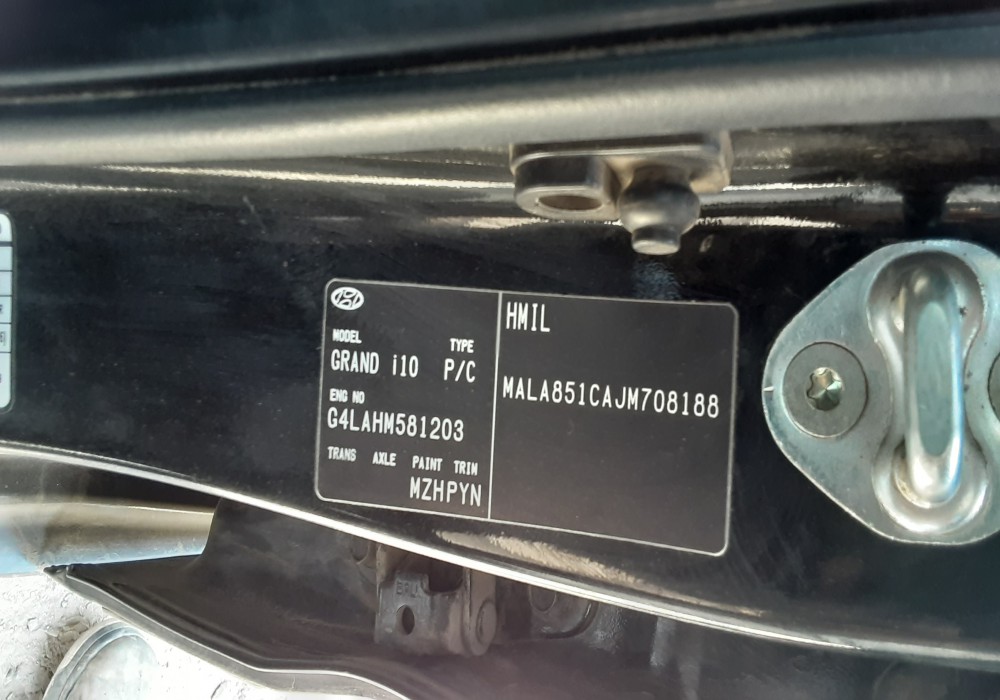 MODEL TYPE
GRAND i10 P/C
ENG NO
G4LAHM581203
TRANS AXLE PAINT TRIM
MZHPYN
HMIL
MALA851CAJM708188